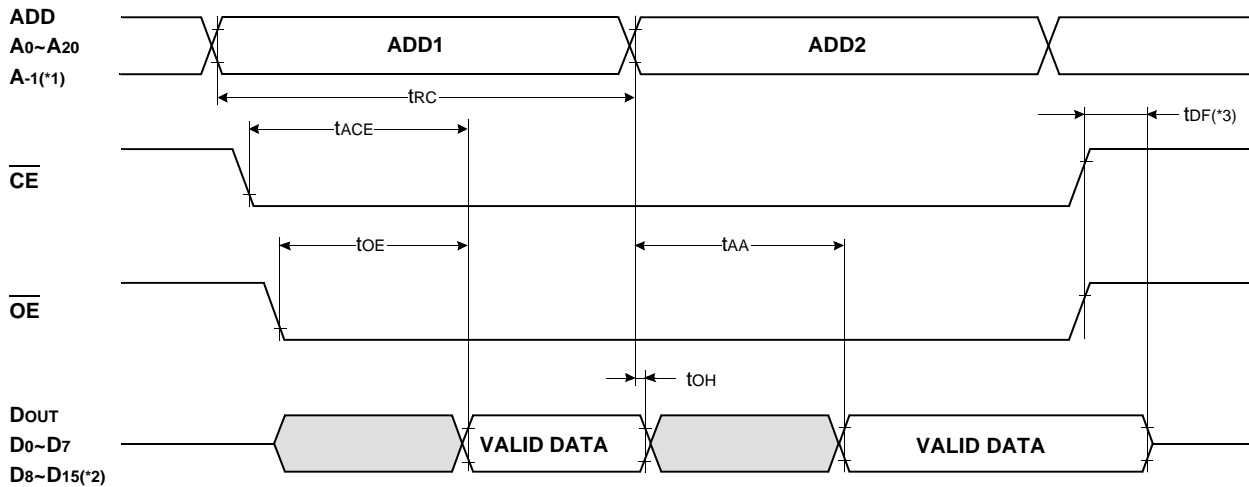 ADD
A0~A20
A-1(*1)
ADD1
ADD2
tRC
tACE
tDF(*3)
CE
tOE
tAA
OE
tOH
DOUT
D0~D7
D8~D15(*2)
VALID DATA
VALID DATA